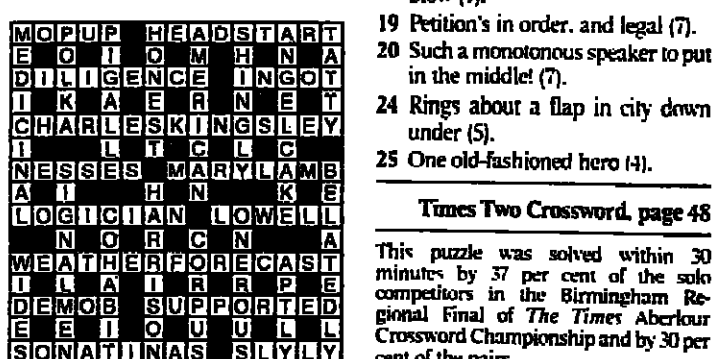 MOPUP HEADSTART
E O I O M H N A
DILIGENCE INGOT
I K A E R N E T
CHARLESKINGSLEY
I L T C L C
NESSES MARYLAMB
A I H N K E
LOGICIAN LOWELL
N O R C N A
WEATHERFORECAST
I L A I R R P E
DEMOB SUPPORTED
E E I O U U L L
SONATINAS SLYLY
19 Petition's in order. and legal (7).
20 Such a monotonous speaker to put
in the middle! (7).
24 Rings about a flap in city down
under (5).
25 One old-fashioned hero (4).
Times Two Crossword, page 48
This puzzle was solved within 30
minutes by 37 per cent of the solo
competitors in the Birmingham Re-
gional Final of The Times Aberlour
Crossword Championship and by 30 per
cent of the pairs